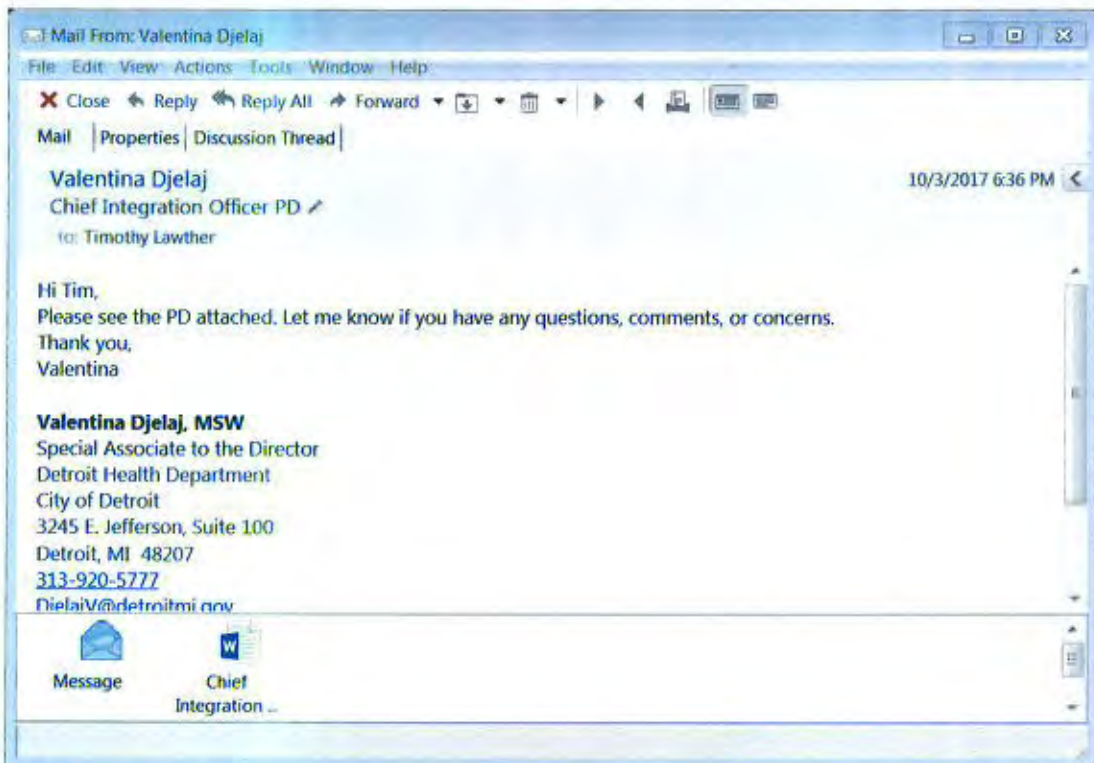 Mail From: Valentina Djelaj
File Edit View Actions Tools Window Help
Close Reply Reply All Forward
Mail Properties Discussion Thread
Valentina Djelaj
10/3/2017 6:36 PM
Chief Integration Officer PD
to: Timothy Lawther
Hi Tim,
Please see the PD attached. Let me know if you have any questions, comments, or concerns.
Thank you,
Valentina
Valentina Djelaj, MSW
Special Associate to the Director
Detroit Health Department
City of Detroit
3245 E. Jefferson, Suite 100
Detroit, MI 48207
313-920-5777
DjelajV@detroitmi.gov
Message
Chief
Integration ..